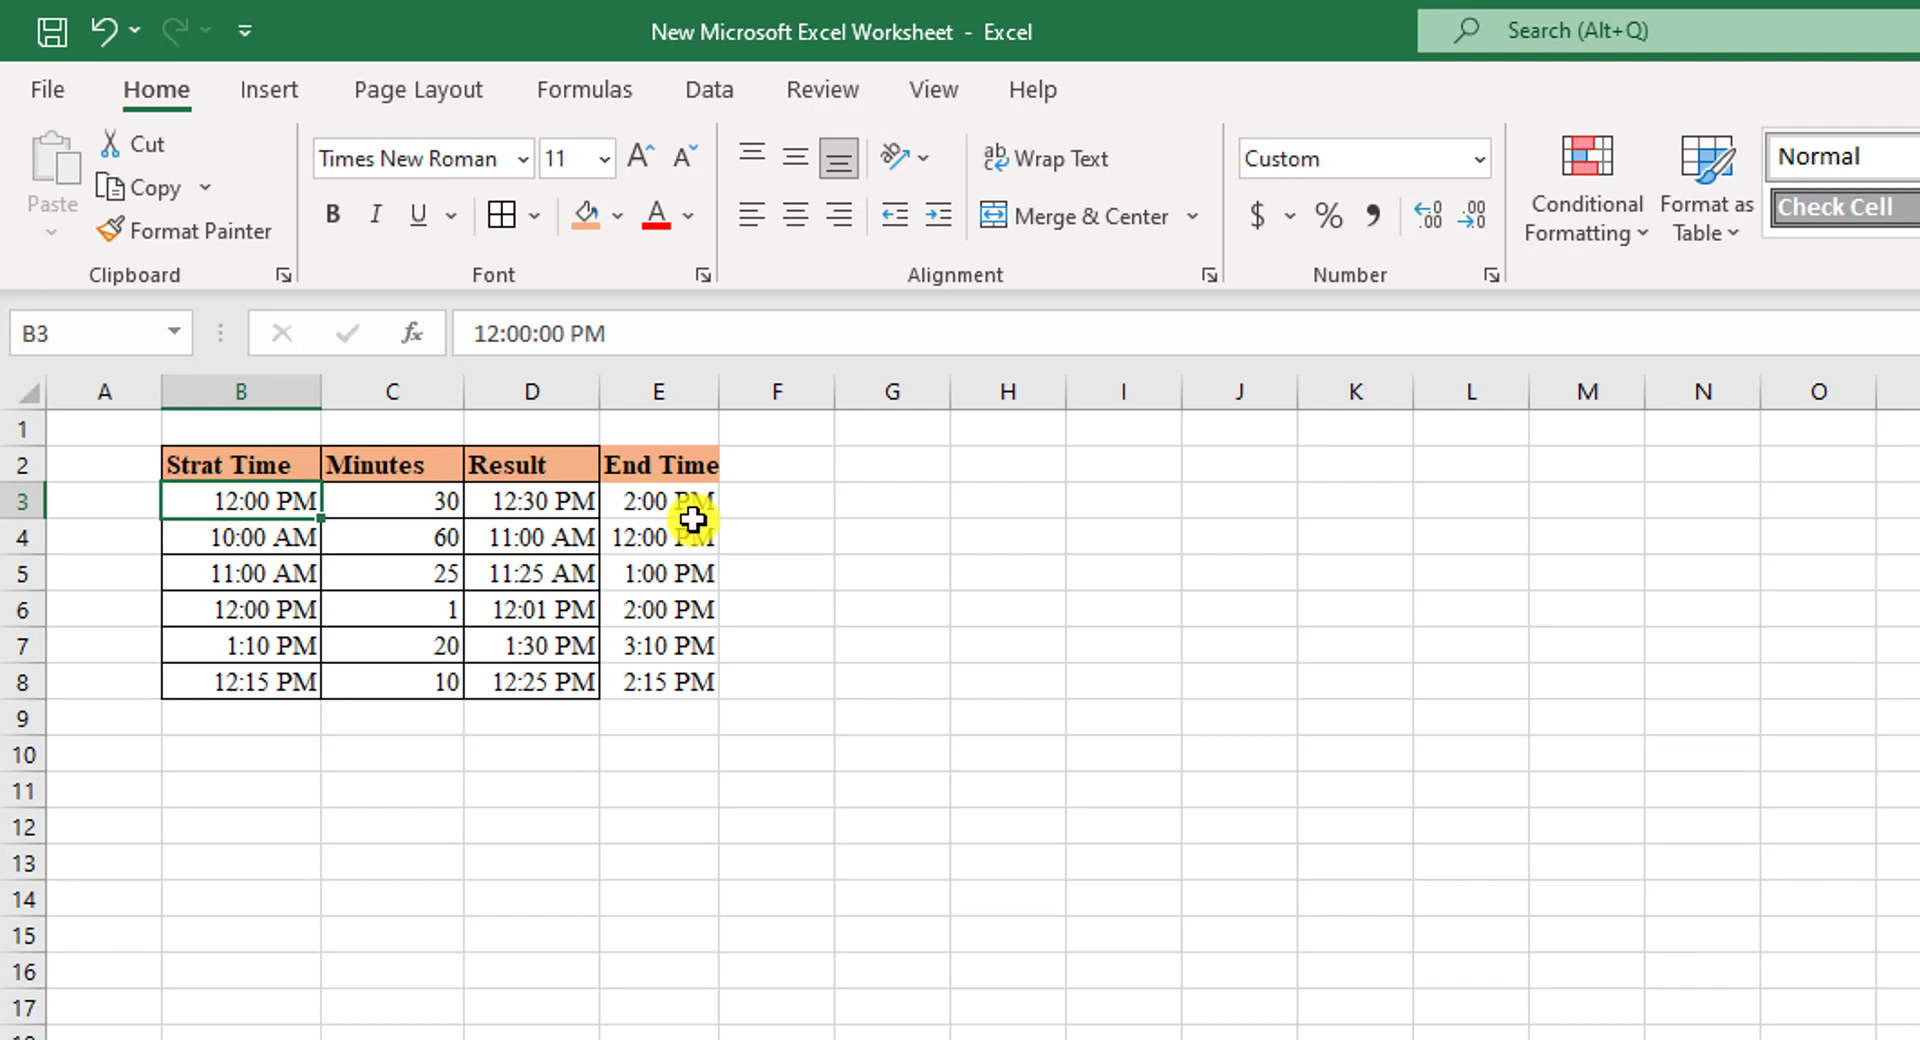 New Microsoft Excel Worksheet - Excel
Search (Alt+Q)
File Home Insert Page Layout Formulas Data Review View Help
Paste
Cut
Copy
Format Painter
Clipboard
Times New Roman 11
B I U
Font
Wrap Text
Merge & Center
Alignment
Custom
$ % 9 .00 .00
Number
Conditional Formatting
Format as Table
Normal
Check Cell
B3 fx 12:00:00 PM
A B C D E F G H I J K L M N O
1
2 Strat Time Minutes Result End Time
3 12:00 PM 30 12:30 PM 2:00 PM
4 10:00 AM 60 11:00 AM 12:00 PM
5 11:00 AM 25 11:25 AM 1:00 PM
6 12:00 PM 1 12:01 PM 2:00 PM
7 1:10 PM 20 1:30 PM 3:10 PM
8 12:15 PM 10 12:25 PM 2:15 PM
9
10
11
12
13
14
15
16
17